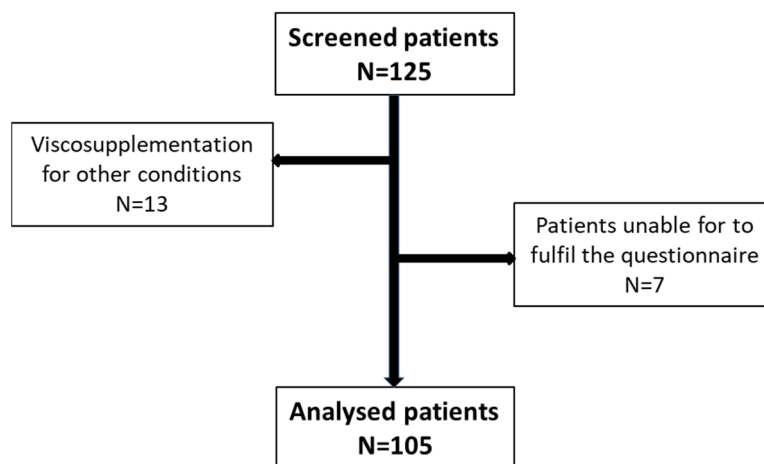 Screened patients
N=125
Viscosupplementation
for other conditions
N=13
Patients unable for to
fulfil the questionnaire
N=7
Analysed patients
N=105